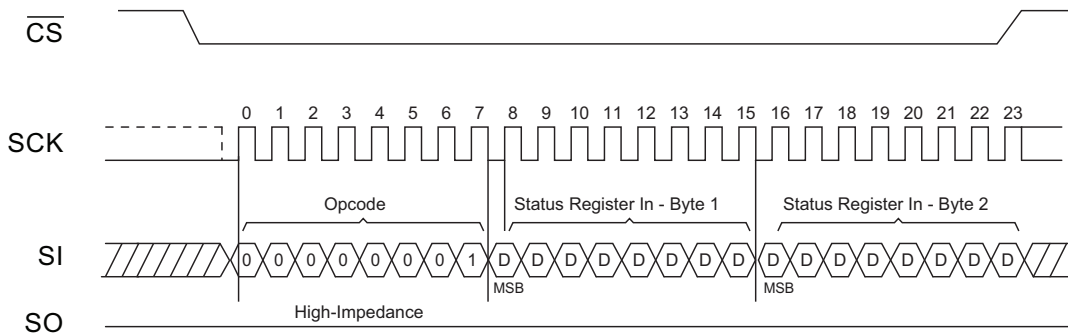 CS
0 1 2 3 4 5 6 7 8 9 10 11 12 13 14 15 16 17 18 19 20 21 22 23
SCK
Opcode Status Register In - Byte 1 Status Register In - Byte 2
SI 0 0 0 0 0 0 0 1 D D D D D D D D D D D D D D D D
MSB MSB
High-Impedance
SO